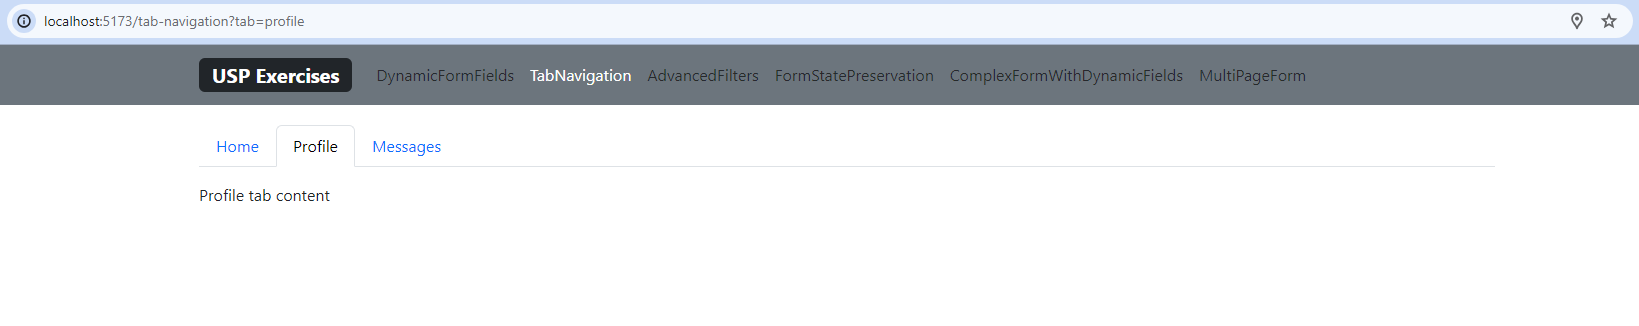 localhost:5173/tab-navigation?tab=profile
USP Exercises DynamicFormFields TabNavigation AdvancedFilters FormStatePreservation ComplexFormWithDynamicFields MultiPageForm
Home Profile Messages
Profile tab content